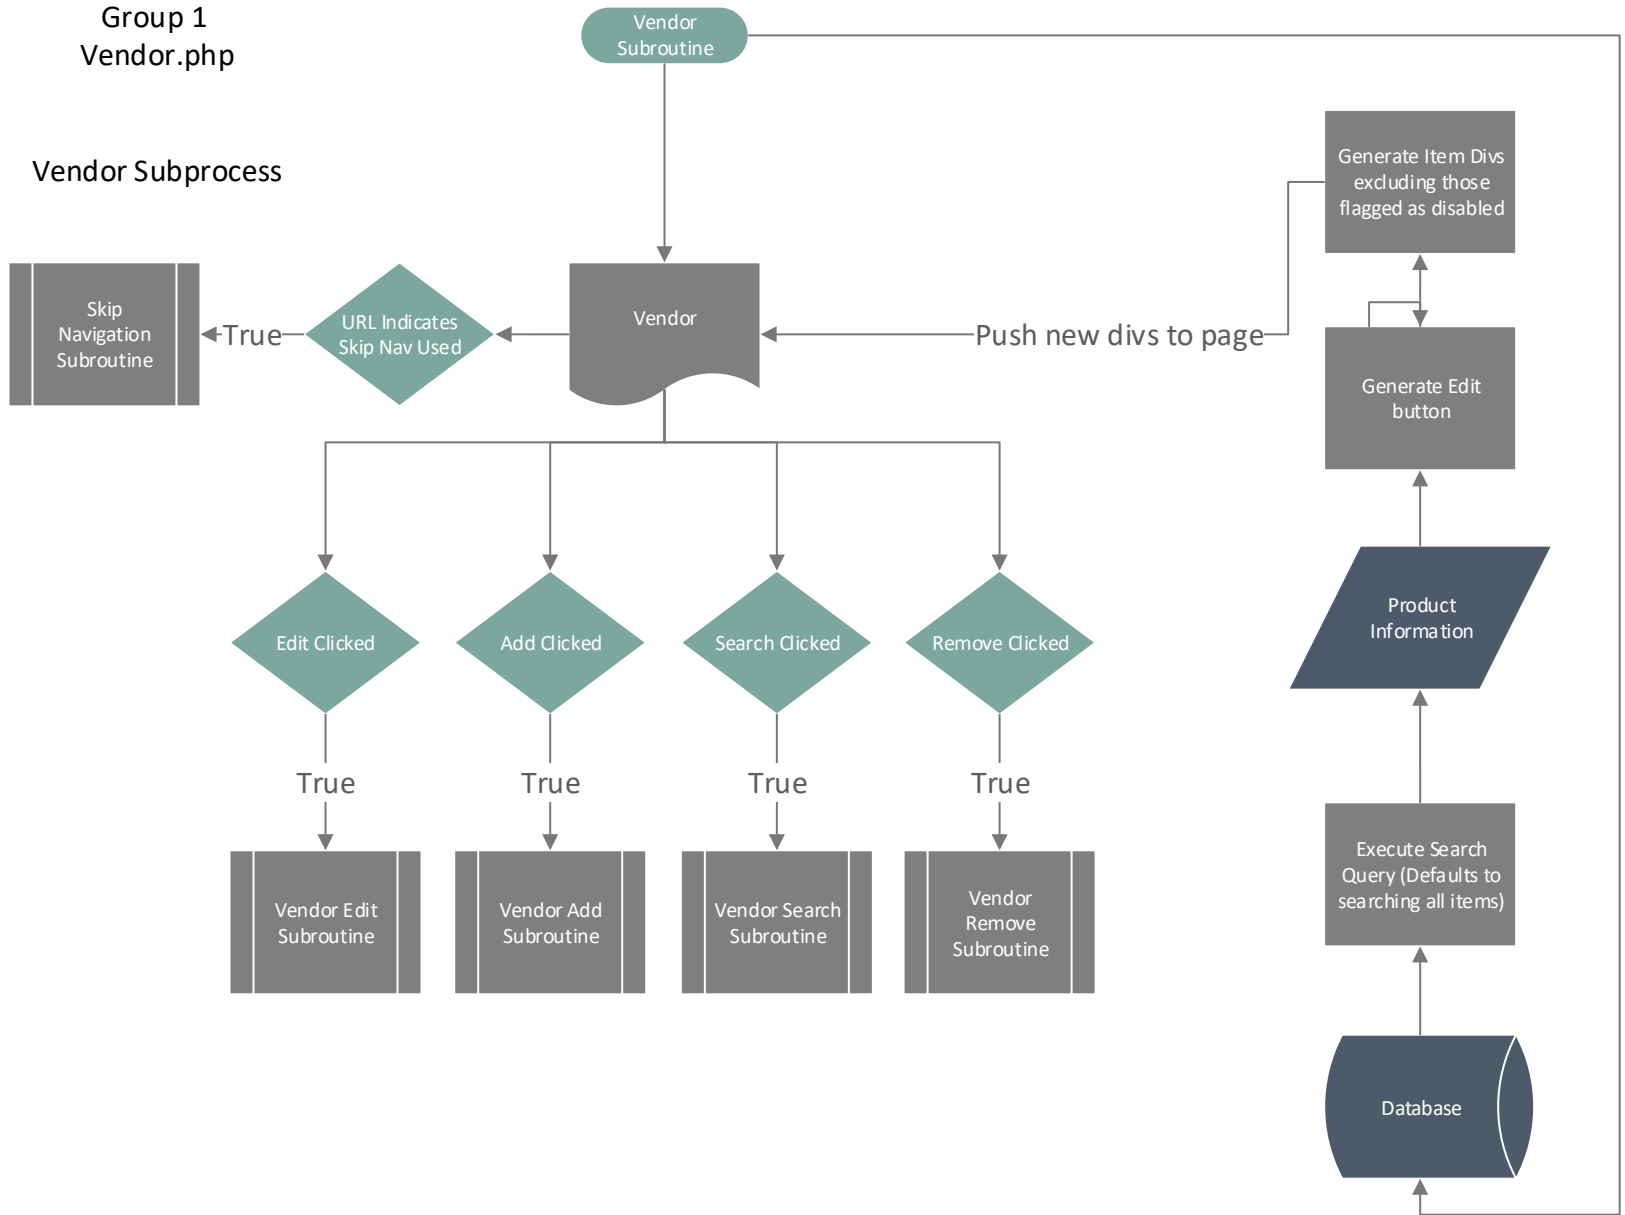 Group 1
Vendor.php
Vendor
Subroutine
Vendor Subprocess
Generate Item Divs
excluding those
flagged as disabled
Skip
Navigation
Subroutine
True
URL Indicates
Skip Nav Used
Vendor
Push new divs to page
Generate Edit
button
Product
Information
Edit Clicked
Add Clicked
Search Clicked
Remove Clicked
True
True
True
True
Vendor Edit
Subroutine
Vendor Add
Subroutine
Vendor Search
Subroutine
Vendor
Remove
Subroutine
Execute Search
Query (Defaults to
searching all items)
Database